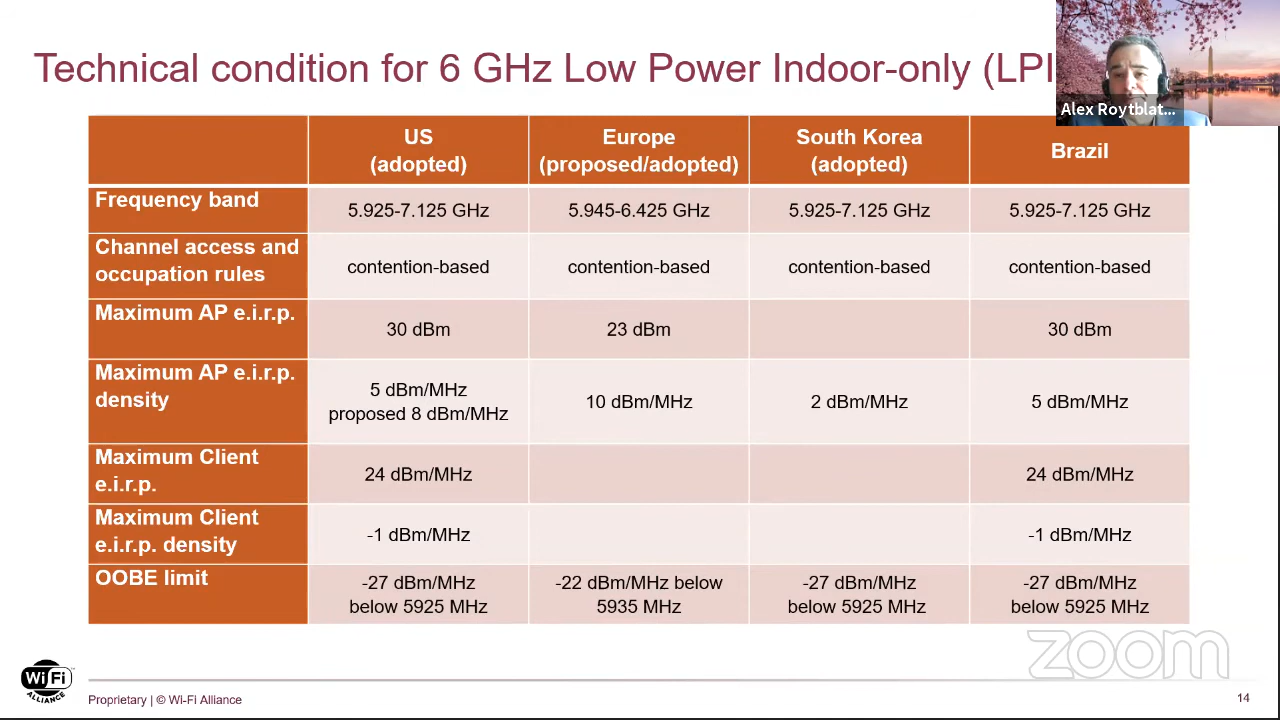 Technical condition for 6 GHz Low Power Indoor-only (LPI
Alex Roytblat...
US
(adopted)
Europe
(proposed/adopted)
South Korea
(adopted)
Brazil
Frequency band
5.925-7.125 GHz
5.945-6.425 GHz
5.925-7.125 GHz
5.925-7.125 GHz
Channel access and
occupation rules
contention-based
contention-based
contention-based
contention-based
Maximum AP e.i.r.p.
30 dBm
23 dBm
30 dBm
Maximum AP e.i.r.p.
density
5 dBm/MHz
proposed 8 dBm/MHz
10 dBm/MHz
2 dBm/MHz
5 dBm/MHz
Maximum Client
e.i.r.p.
24 dBm/MHz
24 dBm/MHz
Maximum Client
e.i.r.p. density
-1 dBm/MHz
-1 dBm/MHz
OOBE limit
-27 dBm/MHz
below 5925 MHz
-22 dBm/MHz below
5935 MHz
-27 dBm/MHz
below 5925 MHz
-27 dBm/MHz
below 5925 MHz
zoom
Wi Fi
ALLIANCE
Proprietary | © Wi-Fi Alliance
14